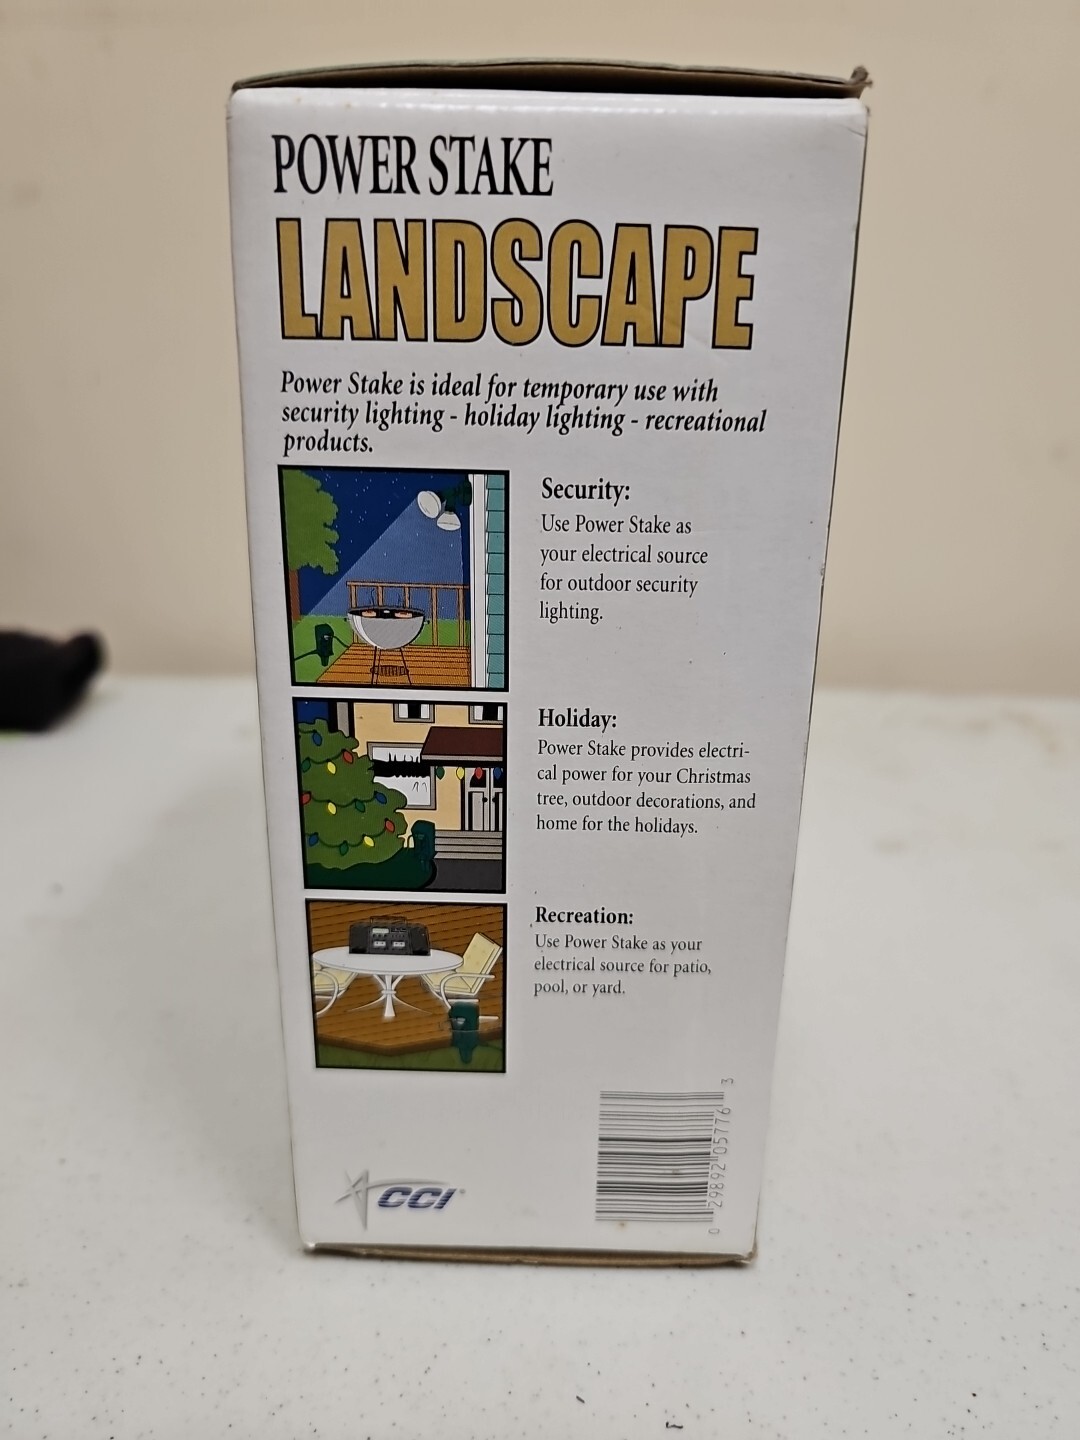 POWER STAKE
LANDSCAPE
Power Stake is ideal for temporary use with
security lighting - holiday lighting - recreational
products.
Security:
Use Power Stake as
your electrical source
for outdoor security
lighting.
Holiday:
Power Stake provides electri-
cal power for your Christmas
tree, outdoor decorations, and
home for the holidays.
Recreation:
Use Power Stake as your
electrical source for patio,
pool, or yard.
CCI®
0 29892 05776 3